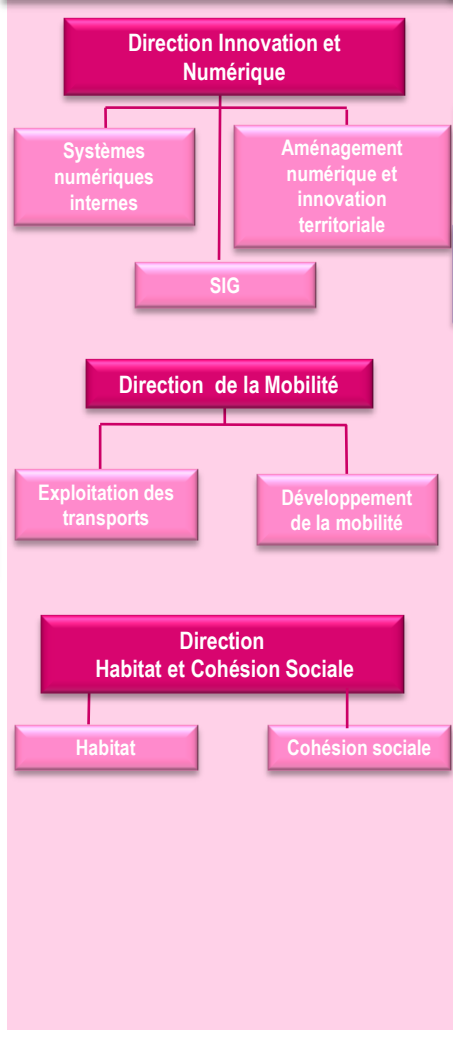 Direction Innovation et
Numérique
Systèmes
numériques
internes
Aménagement
numérique et
innovation
territoriale
SIG
Direction de la Mobilité
Exploitation des
transports
Développement
de la mobilité
Direction
Habitat et Cohésion Sociale
Habitat
Cohésion sociale